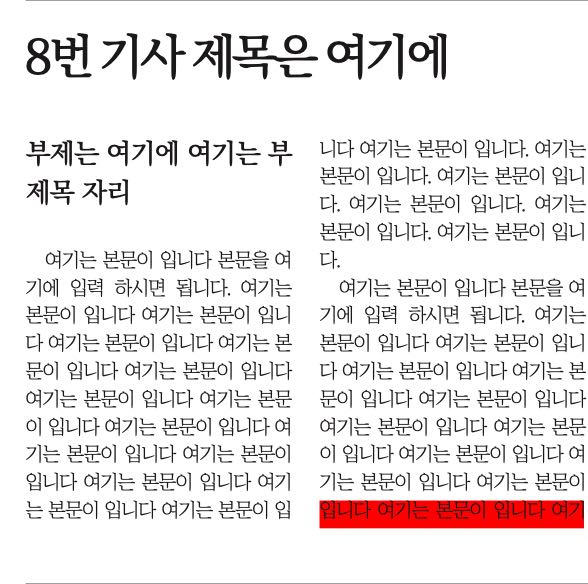 8번 기사 제목은 여기에
부제는 여기에 여기는 부
제목 자리
여기는 본문이 입니다 본문을 여
기에 입력 하시면 됩니다. 여기는
본문이 입니다 여기는 본문이 입니
다 여기는 본문이 입니다 여기는 본
문이 입니다 여기는 본문이 입니다
여기는 본문이 입니다 여기는 본문
이 입니다 여기는 본문이 입니다 여
기는 본문이 입니다 여기는 본문이
입니다 여기는 본문이 입니다 여기
는 본문이 입니다 여기는 본문이 입
니다 여기는 본문이 입니다. 여기는
본문이 입니다. 여기는 본문이 입니
다. 여기는 본문이 입니다. 여기는
본문이 입니다. 여기는 본문이 입니
다.
여기는 본문이 입니다 본문을 여
기에 입력 하시면 됩니다. 여기는
본문이 입니다 여기는 본문이 입니
다 여기는 본문이 입니다 여기는 본
문이 입니다 여기는 본문이 입니다
여기는 본문이 입니다 여기는 본문
이 입니다 여기는 본문이 입니다 여
기는 본문이 입니다 여기는 본문이
입니다 여기는 본문이 입니다 여기